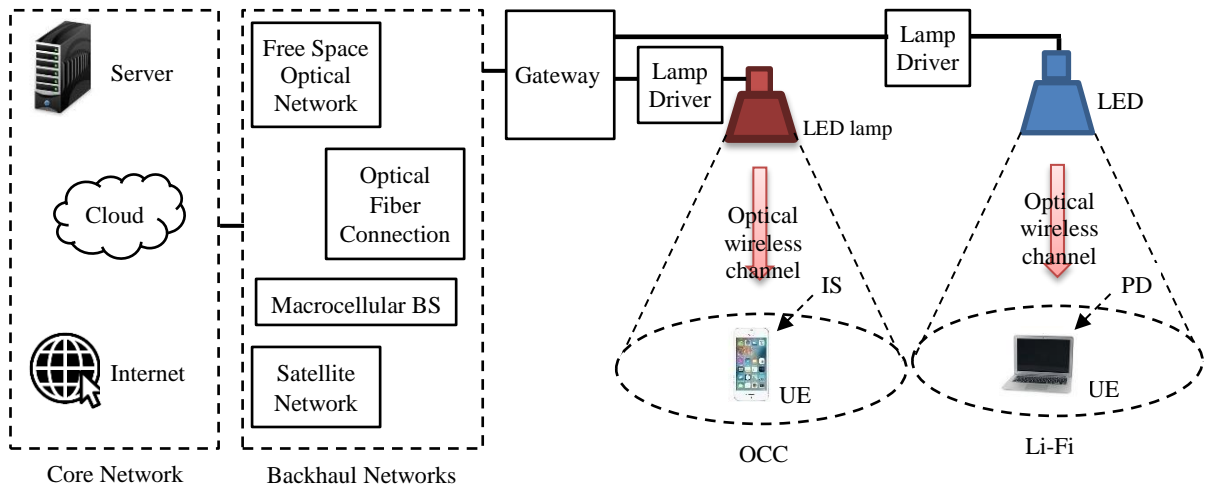 Server
Cloud
Internet
Core Network
Free Space
Optical
Network
Optical
Fiber
Connection
Macrocellular BS
Satellite
Network
Backhaul Networks
Gateway
Lamp
Driver
LED lamp
Optical
wireless
channel
IS
UE
OCC
Lamp
Driver
LED
Optical
wireless
channel
PD
UE
Li-Fi